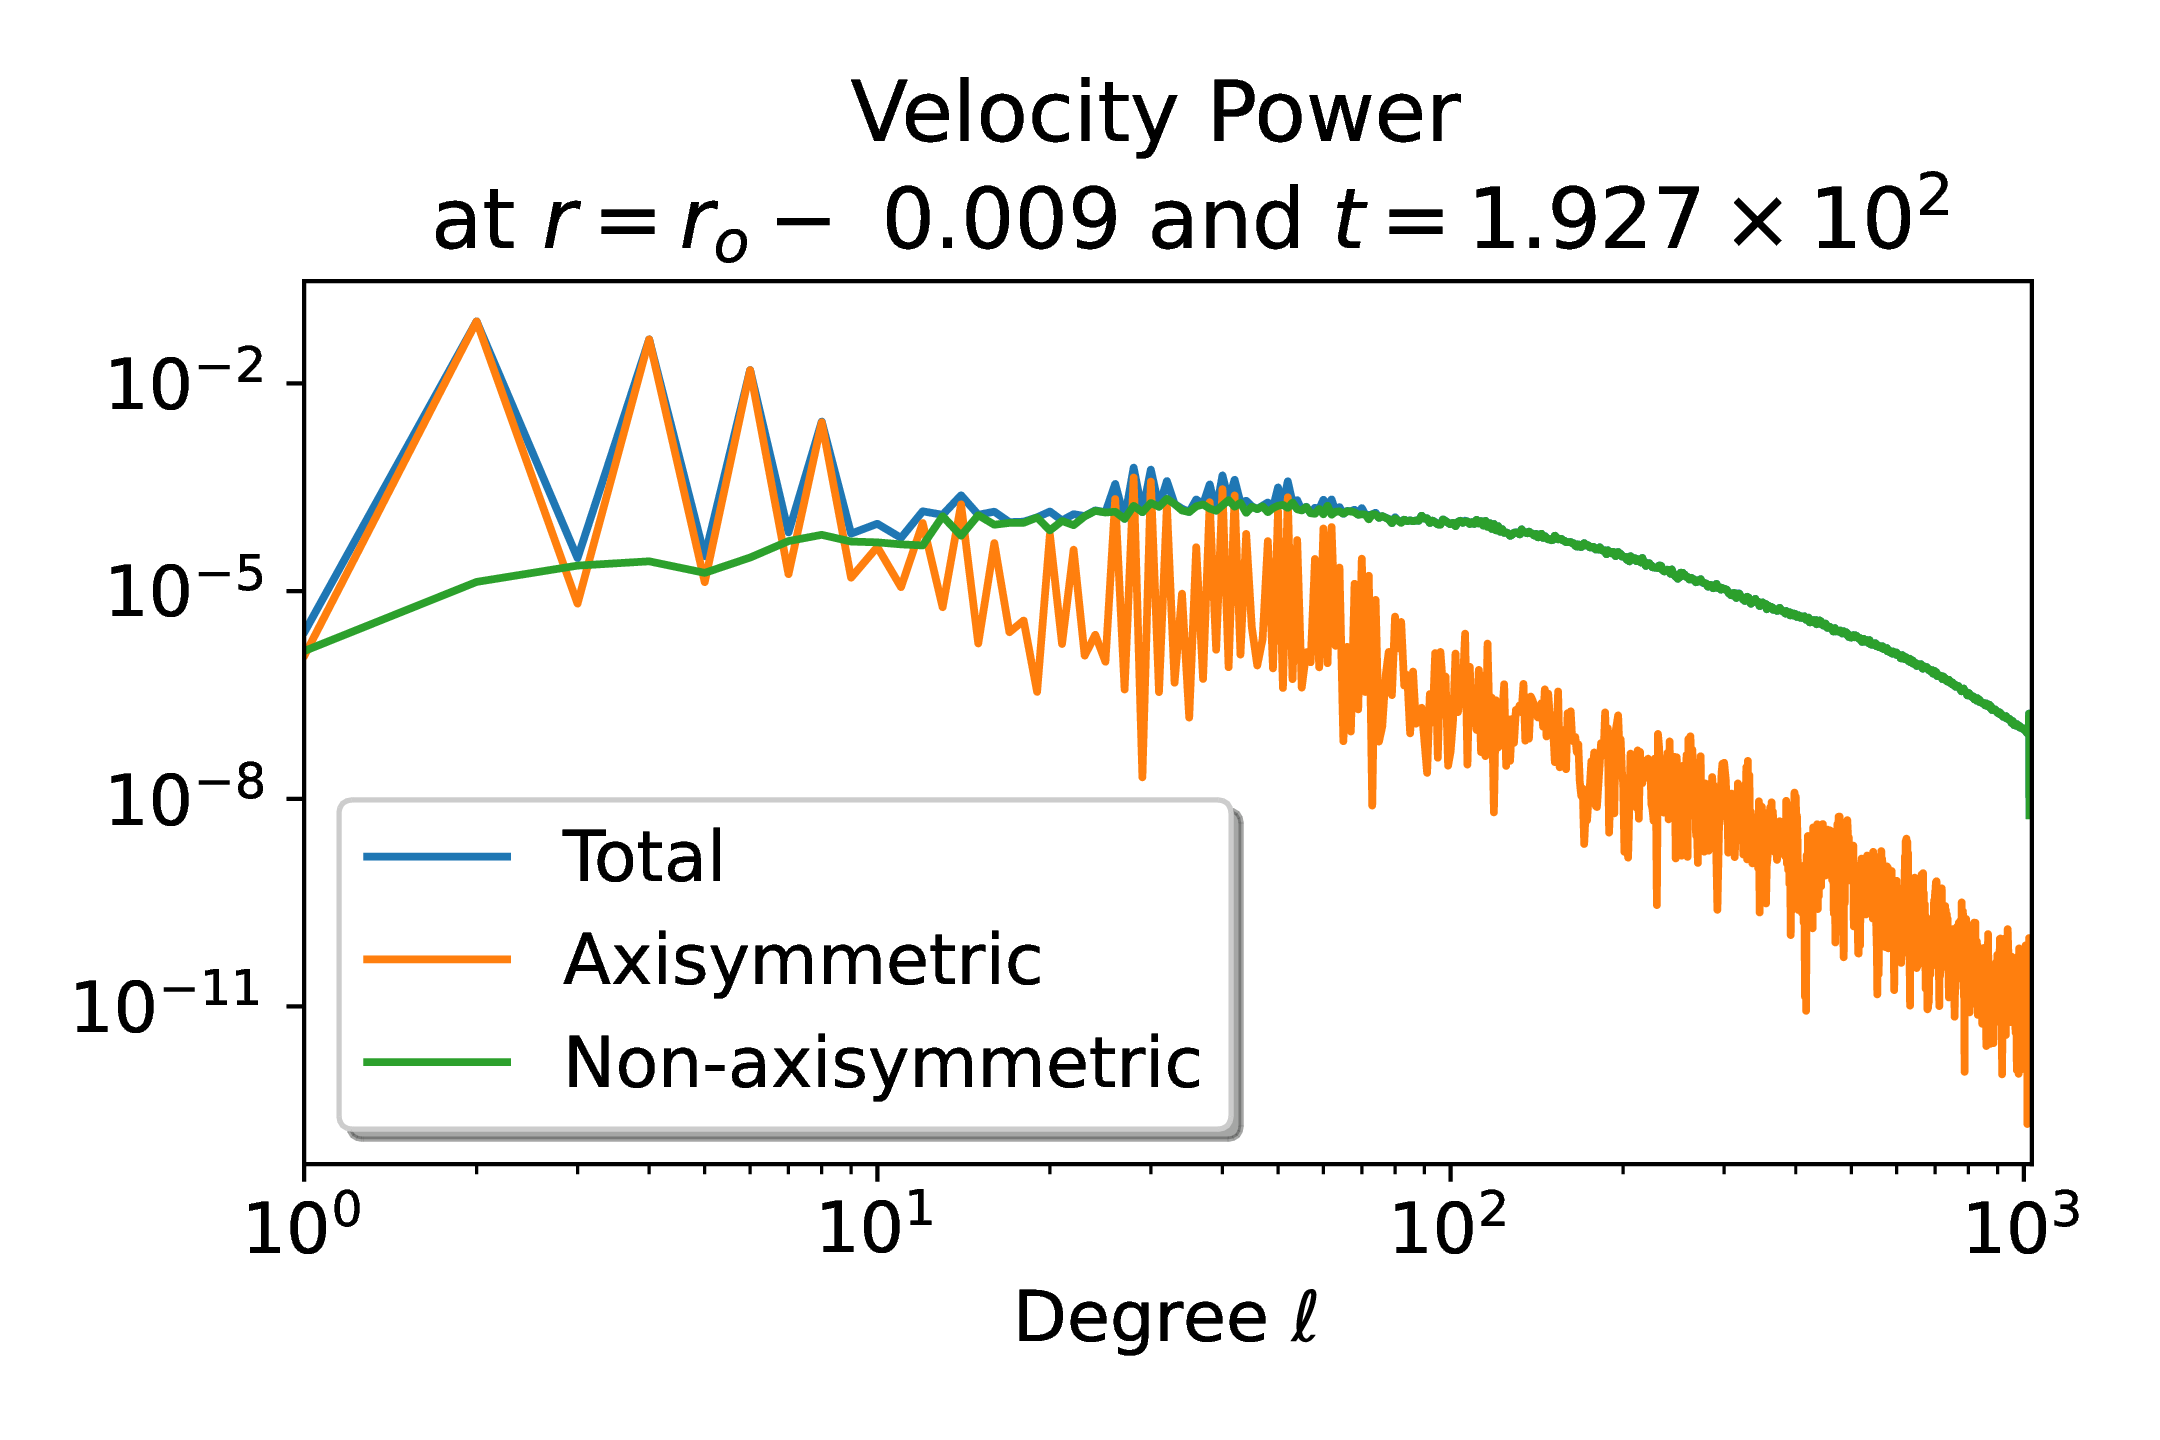 Velocity Power
at r = r_o − 0.009 and t = 1.927 × 10^2
10^−2
10^−5
10^−8
10^−11
Total
Axisymmetric
Non-axisymmetric
10^0 10^1 10^2 10^3
Degree ℓ